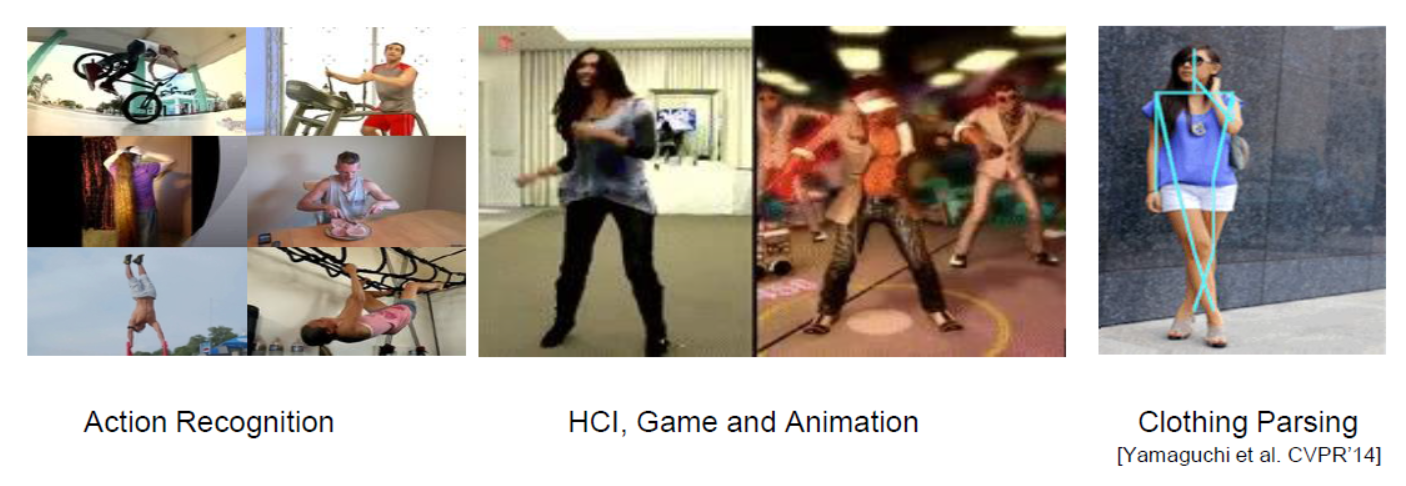 Action Recognition
HCI, Game and Animation
Clothing Parsing
[Yamaguchi et al. CVPR'14]